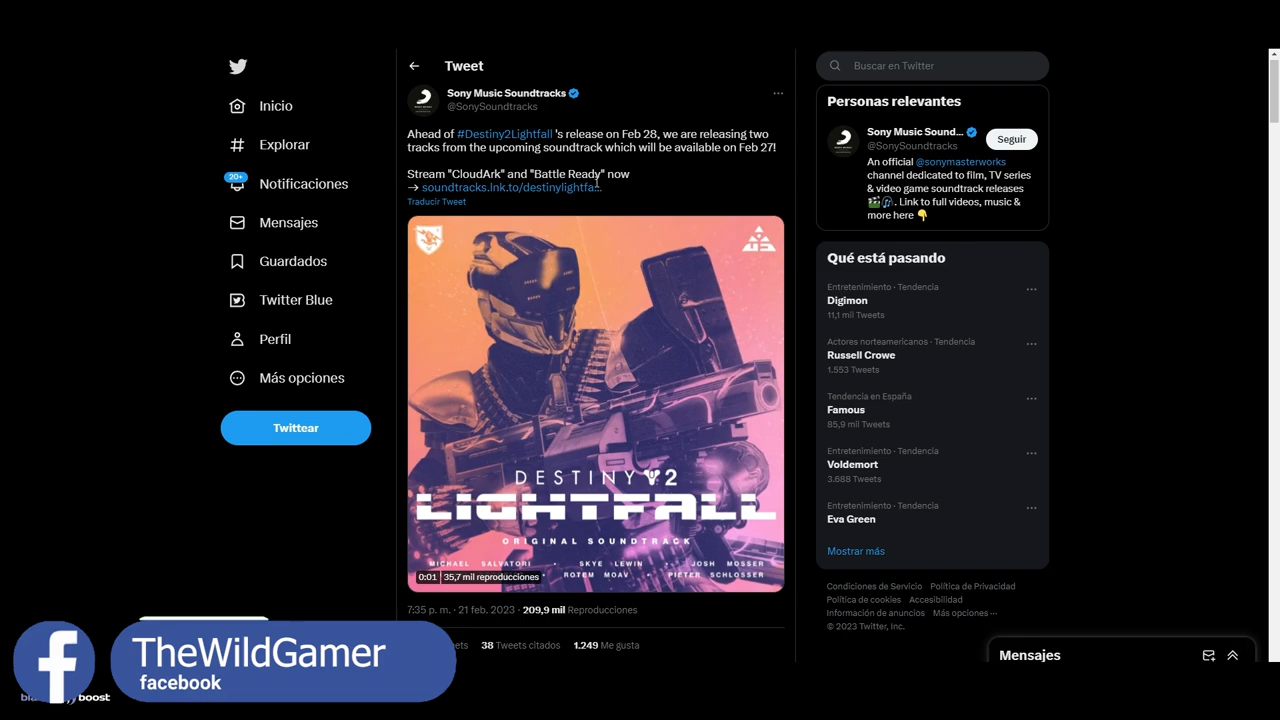 Inicio
Explorar
20+
Notificaciones
Mensajes
Guardados
Twitter Blue
Perfil
Más opciones
Twittear
Tweet
Sony Music Soundtracks
@SonySoundtracks
Ahead of #Destiny2Lightfall 's release on Feb 28, we are releasing two
tracks from the upcoming soundtrack which will be available on Feb 27!
Stream "CloudArk" and "Battle Ready" now
→ soundtracks.lnk.to/destinylightfa…
Traducir Tweet
DESTINY 2
LIGHTFALL
ORIGINAL SOUNDTRACK
MICHAEL SALVATORI • SKYE LEWIN • JOSH MOSSER
ROTEM MOAV • PIETER SCHLOSSER
0:01 35,7 mil reproducciones
7:35 p. m. · 21 feb. 2023 · 209,9 mil Reproducciones
38 Tweets citados 1.249 Me gusta
Buscar en Twitter
Personas relevantes
Sony Music Sound...
@SonySoundtracks
Seguir
An official @sonymasterworks
channel dedicated to film, TV series
& video game soundtrack releases
🎬🎧. Link to full videos, music &
more here 👇
Qué está pasando
Entretenimiento · Tendencia
Digimon
11,1 mil Tweets
Actores norteamericanos · Tendencia
Russell Crowe
1.553 Tweets
Tendencia en España
Famous
85,9 mil Tweets
Entretenimiento · Tendencia
Voldemort
3.688 Tweets
Entretenimiento · Tendencia
Eva Green
Mostrar más
Condiciones de Servicio Política de Privacidad
Política de cookies Accesibilidad
Información de anuncios Más opciones ···
© 2023 Twitter, Inc.
Mensajes
TheWildGamer
facebook
boost